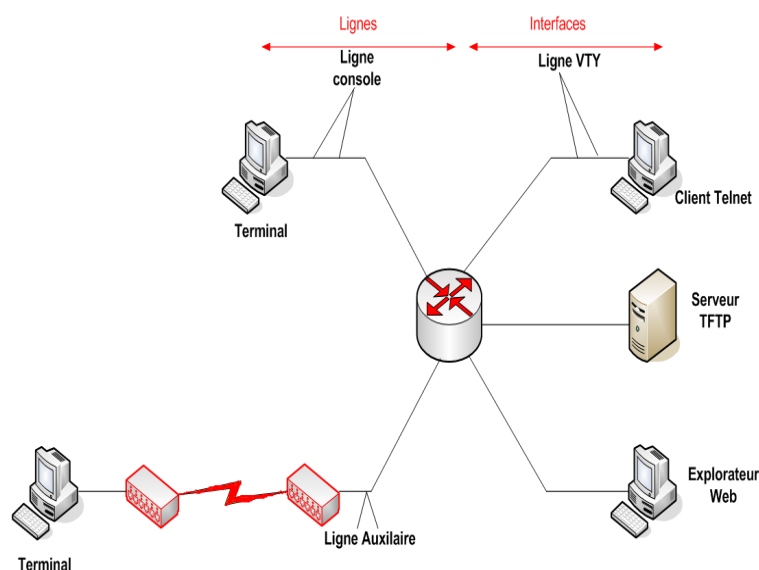 Lignes
Interfaces
Ligne
console
Ligne VTY
Terminal
Client Telnet
Serveur
TFTP
Explorateur
Web
Ligne Auxilaire
Terminal